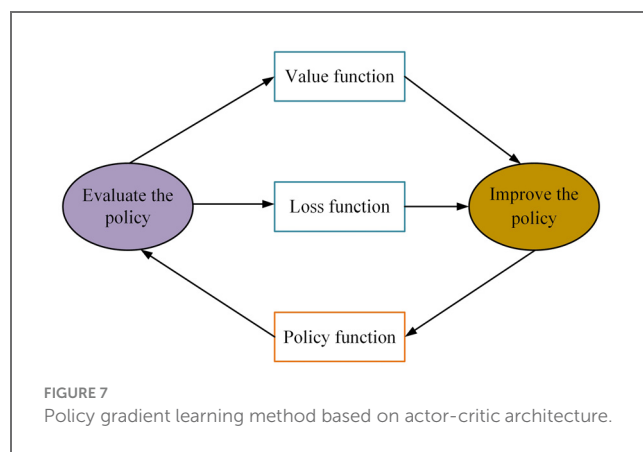 Value function
Evaluate the
policy
Loss function
Improve the
policy
Policy function
FIGURE 7
Policy gradient learning method based on actor-critic architecture.